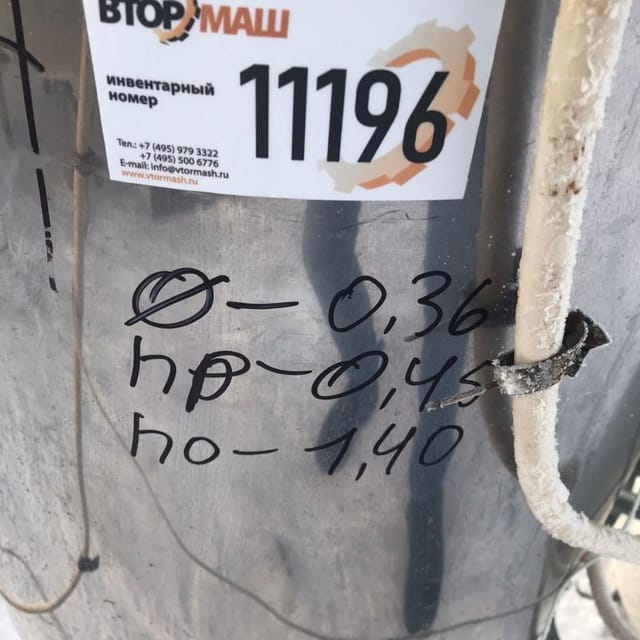 ВТОРМАШ
инвентарный
номер
11196
Тел.: +7 (495) 979 3322
+7 (495) 500 6776
E-mail: info@vtormash.ru
www.vtormash.ru
Ø – 0,36
hp – 0,45
ho – 1,40